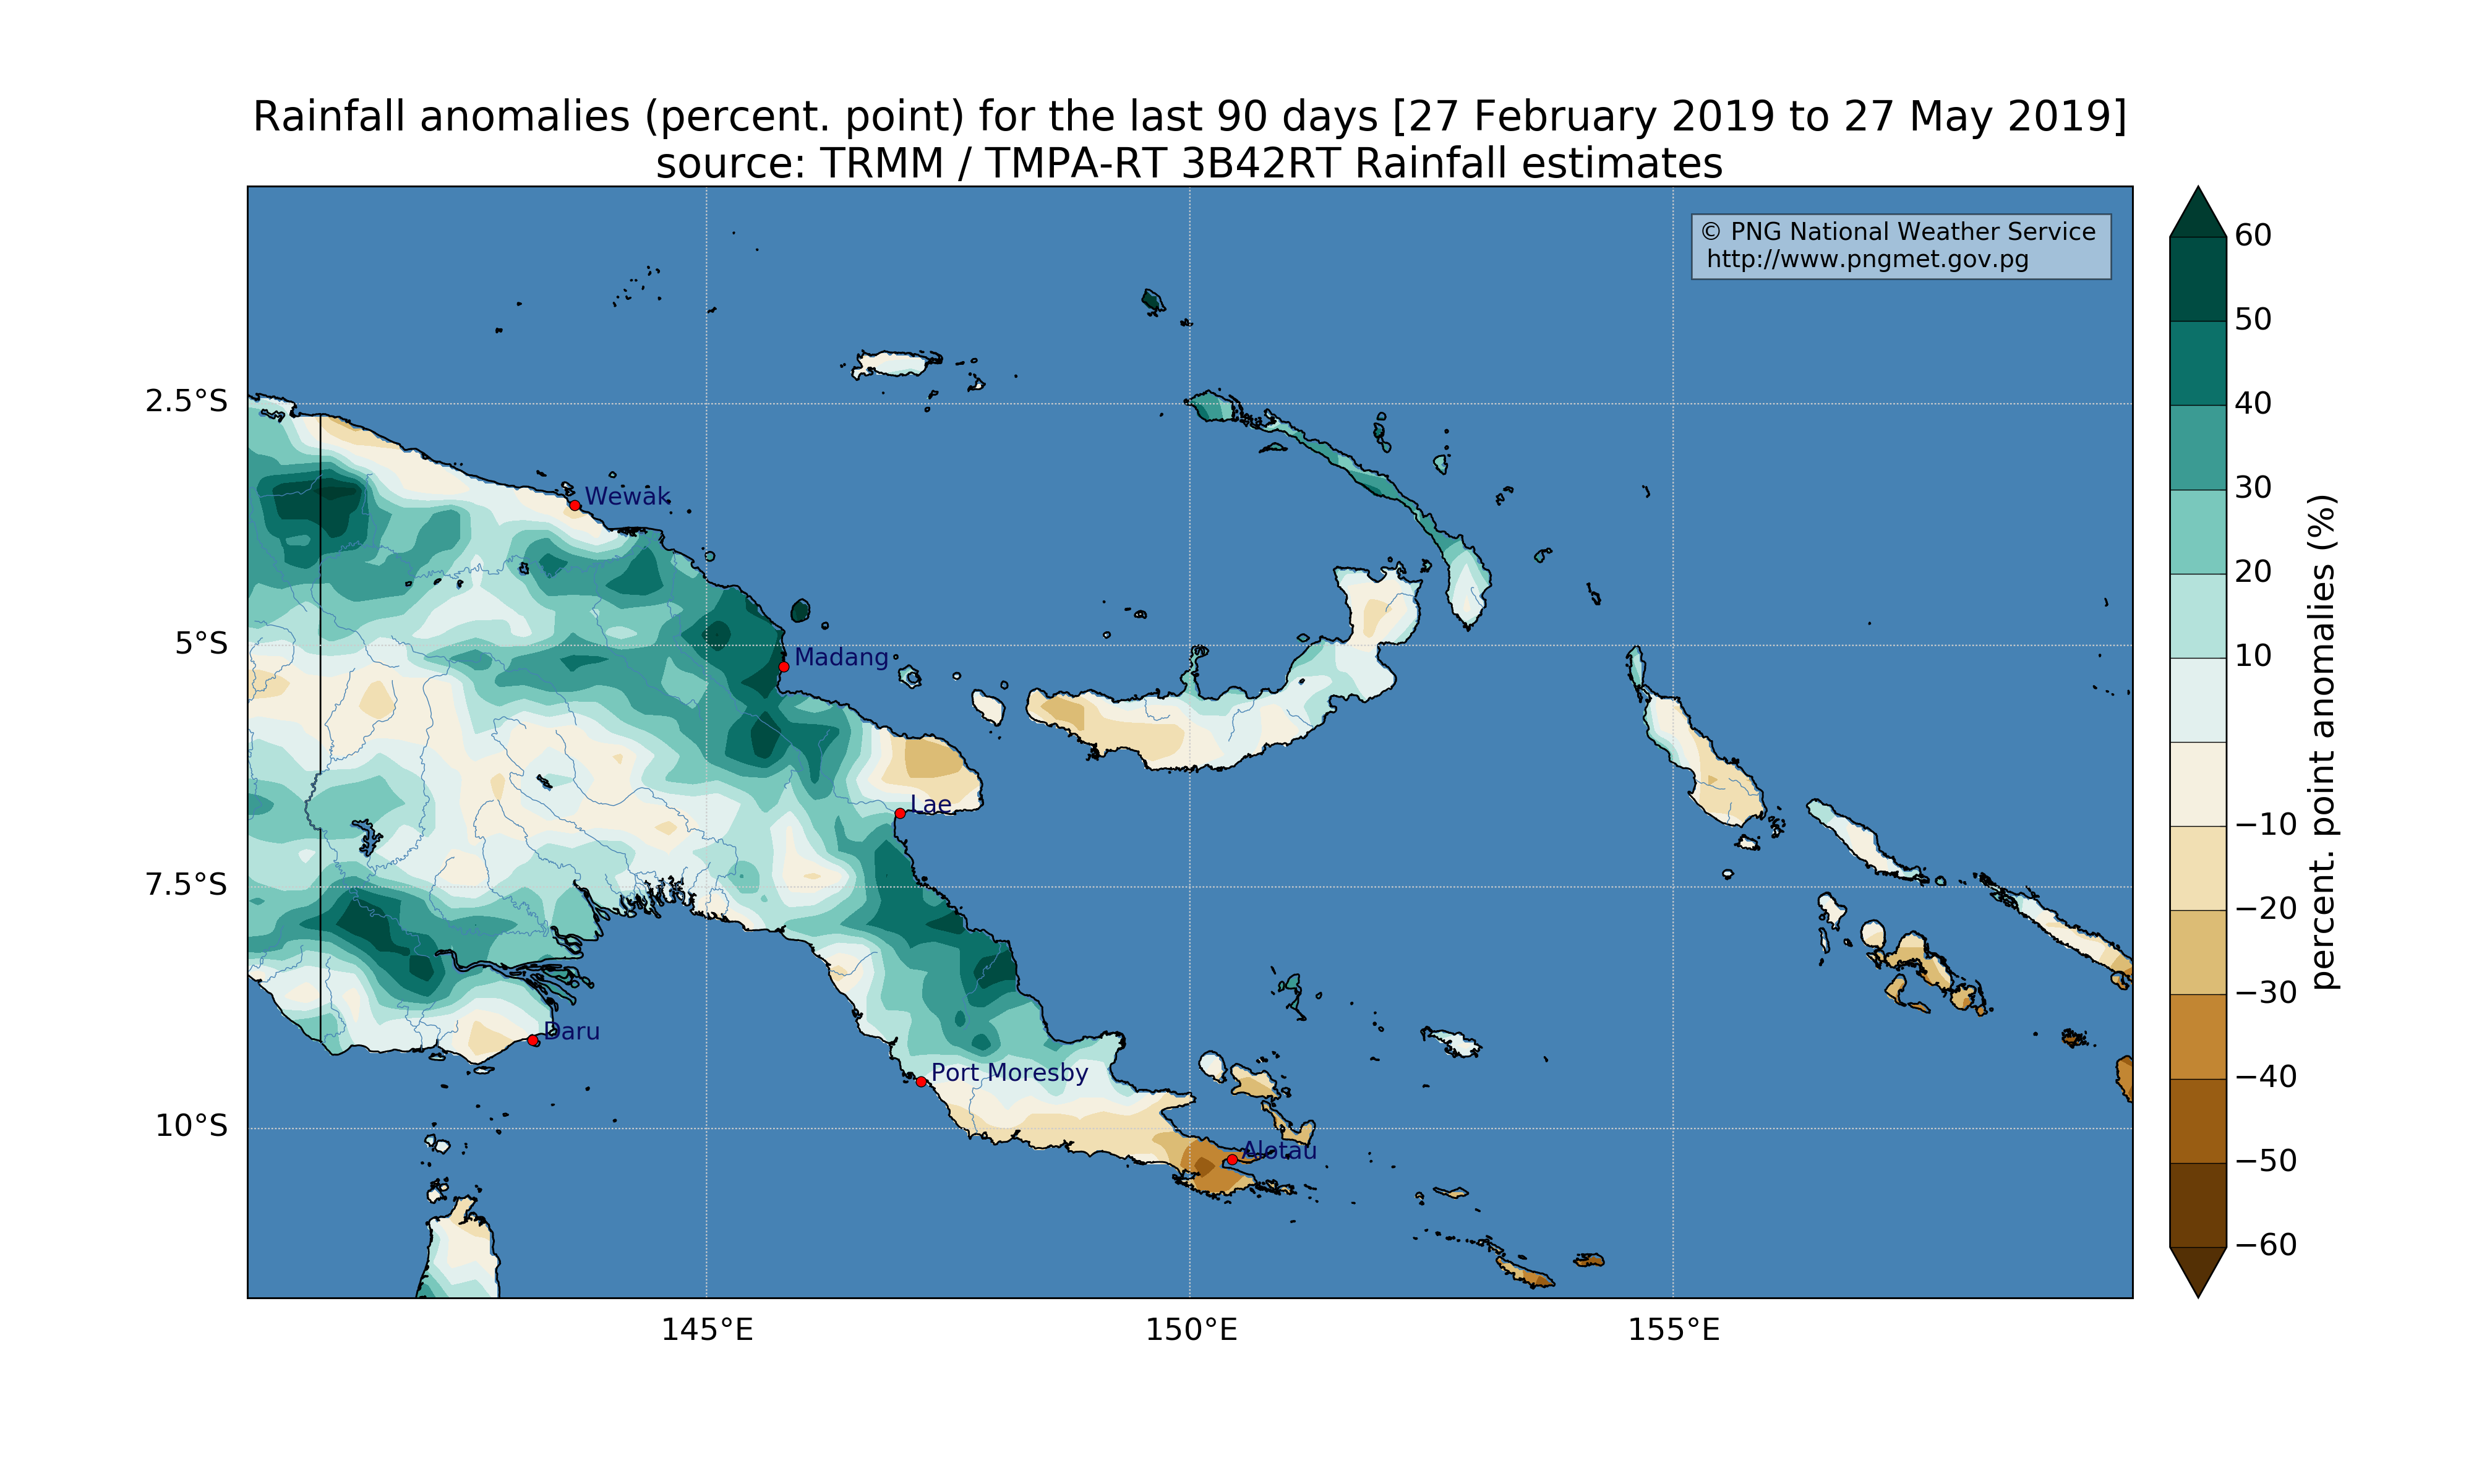 Rainfall anomalies (percent. point) for the last 90 days [27 February 2019 to 27 May 2019]
source: TRMM / TMPA-RT 3B42RT Rainfall estimates
© PNG National Weather Service
http://www.pngmet.gov.pg
2.5°S
5°S
7.5°S
10°S
Wewak
Madang
Lae
Daru
Port Moresby
Alotau
145°E
150°E
155°E
60
50
40
30
20
10
−10
−20
−30
−40
−50
−60
percent. point anomalies (%)